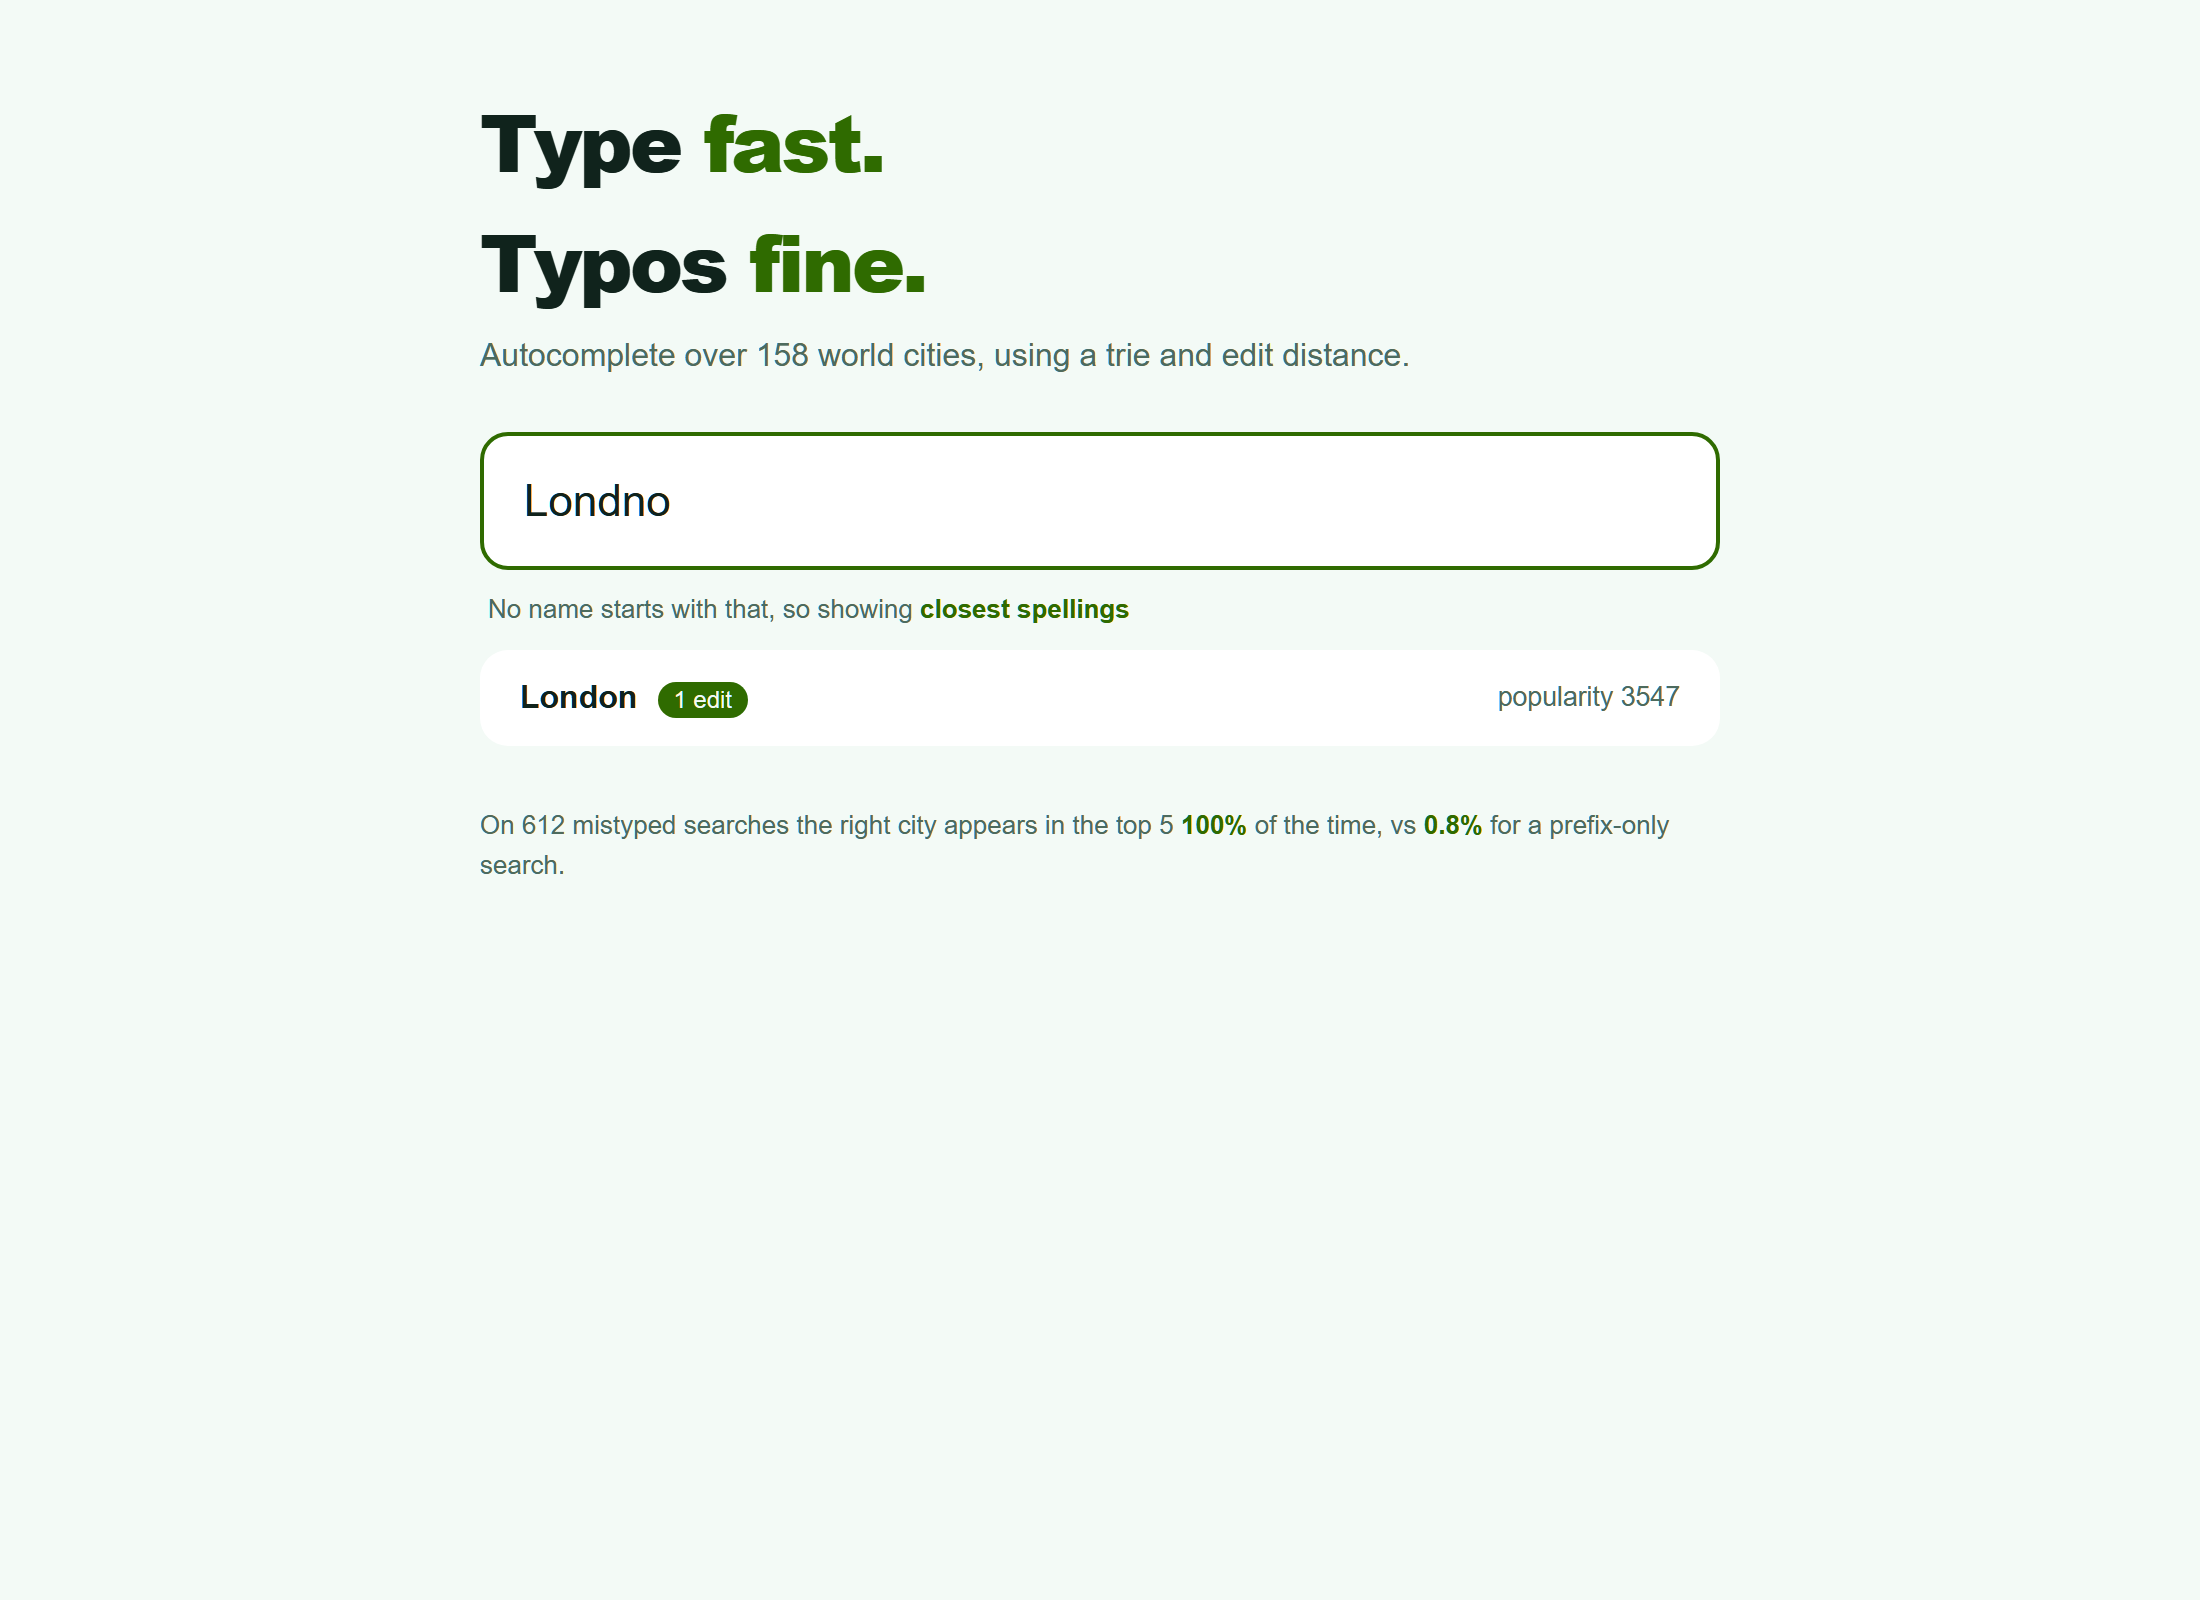 Type fast.
Typos fine.
Autocomplete over 158 world cities, using a trie and edit distance.
Londno
No name starts with that, so showing closest spellings
London 1 edit popularity 3547
On 612 mistyped searches the right city appears in the top 5 100% of the time, vs 0.8% for a prefix-only
search.